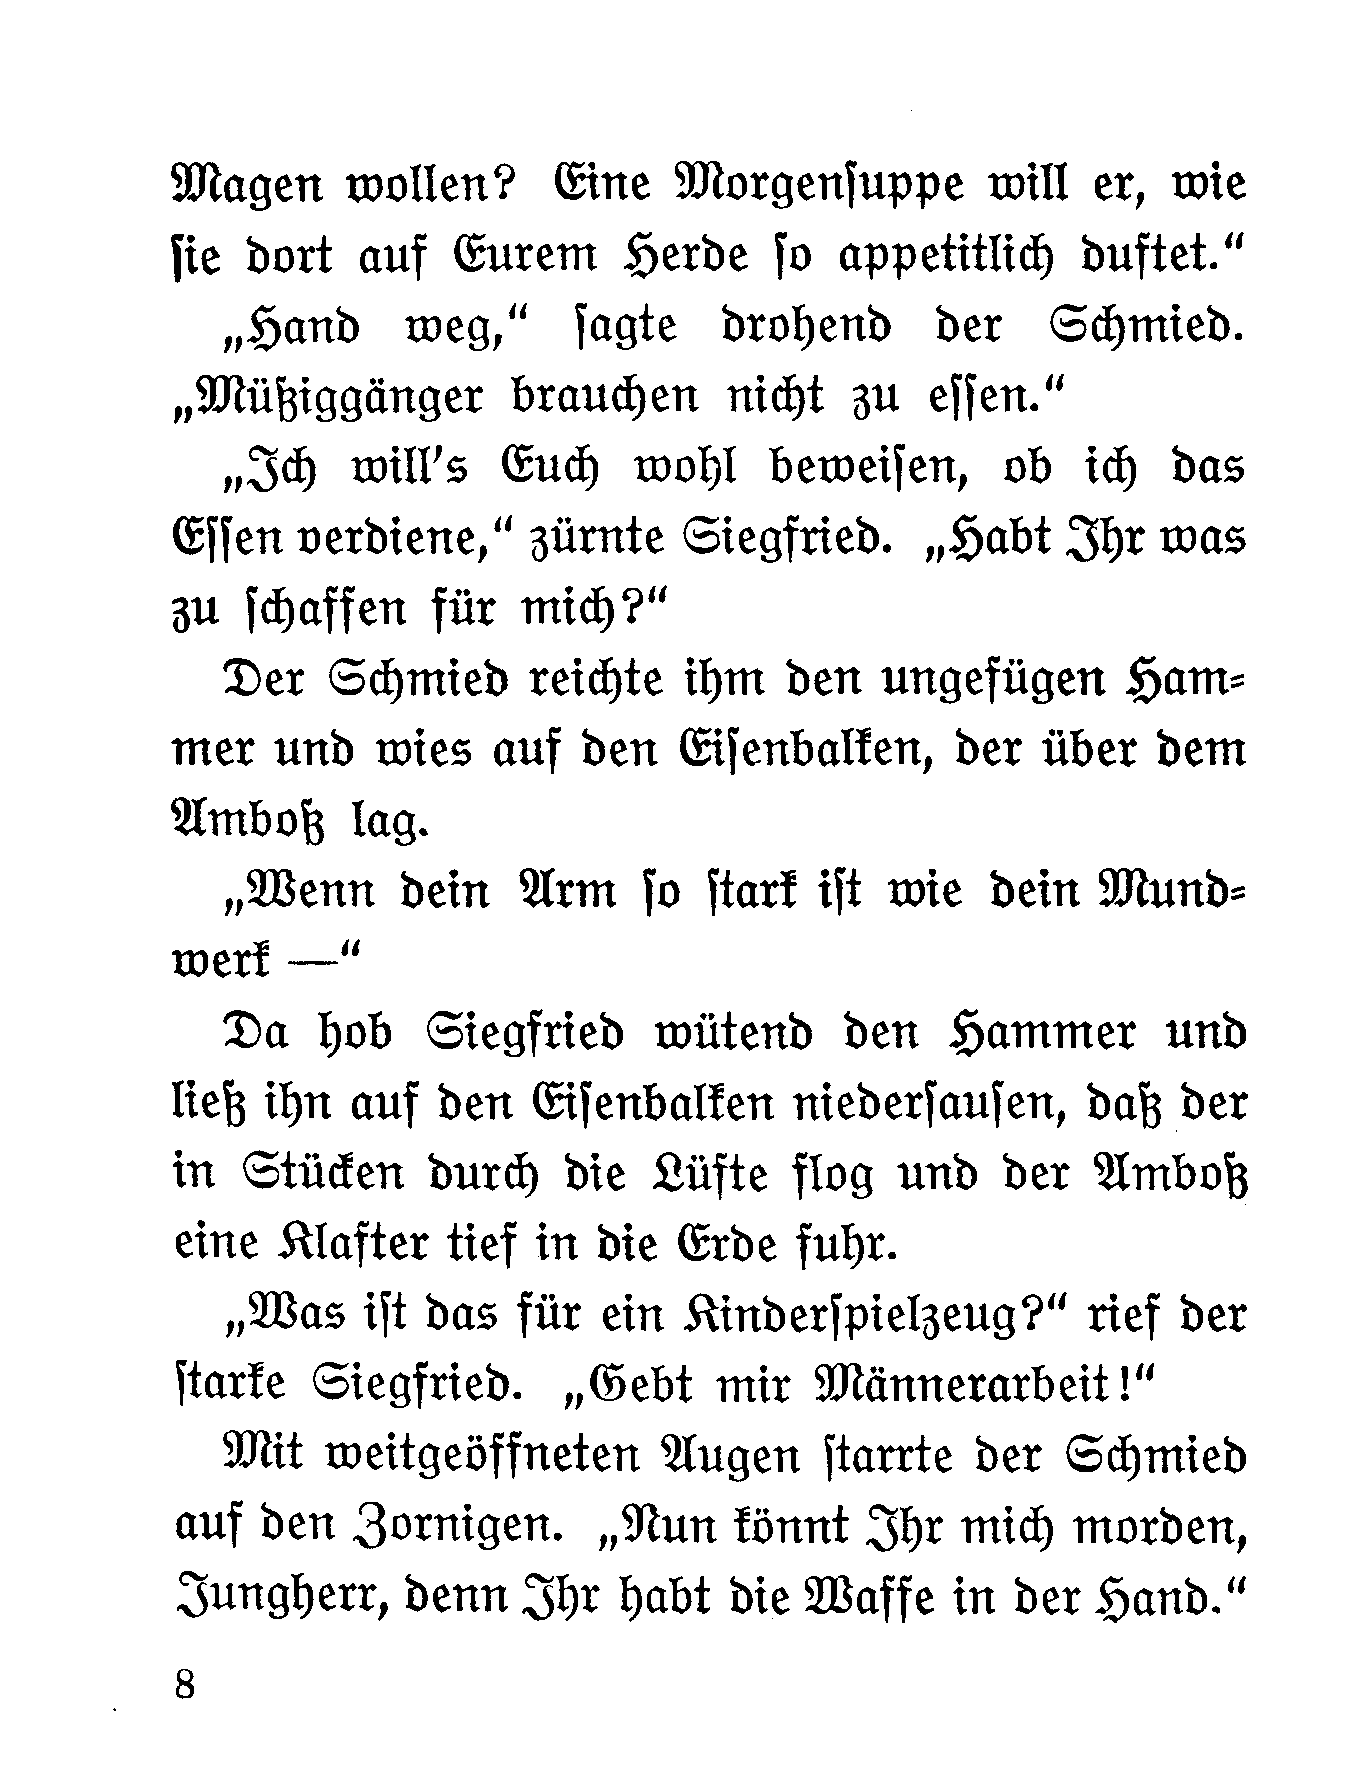 Magen wollen? Eine Morgenſuppe will er, wie
ſie dort auf Eurem Herde ſo appetitlich duftet.“
„Hand weg,“ ſagte drohend der Schmied.
„Müßiggänger brauchen nicht zu eſſen.“
„Ich will's Euch wohl beweiſen, ob ich das
Eſſen verdiene,“ zürnte Siegfried. „Habt Ihr was
zu ſchaffen für mich?“
Der Schmied reichte ihm den ungefügen Ham⸗
mer und wies auf den Eiſenbalken, der über dem
Amboß lag.
„Wenn dein Arm ſo ſtark iſt wie dein Mund⸗
werk —“
Da hob Siegfried wütend den Hammer und
ließ ihn auf den Eiſenbalken niederſauſen, daß der
in Stücken durch die Lüfte flog und der Amboß
eine Klafter tief in die Erde fuhr.
„Was iſt das für ein Kinderſpielzeug?“ rief der
ſtarke Siegfried. „Gebt mir Männerarbeit!“
Mit weitgeöffneten Augen ſtarrte der Schmied
auf den Zornigen. „Nun könnt Ihr mich morden,
Jungherr, denn Ihr habt die Waffe in der Hand.“
8